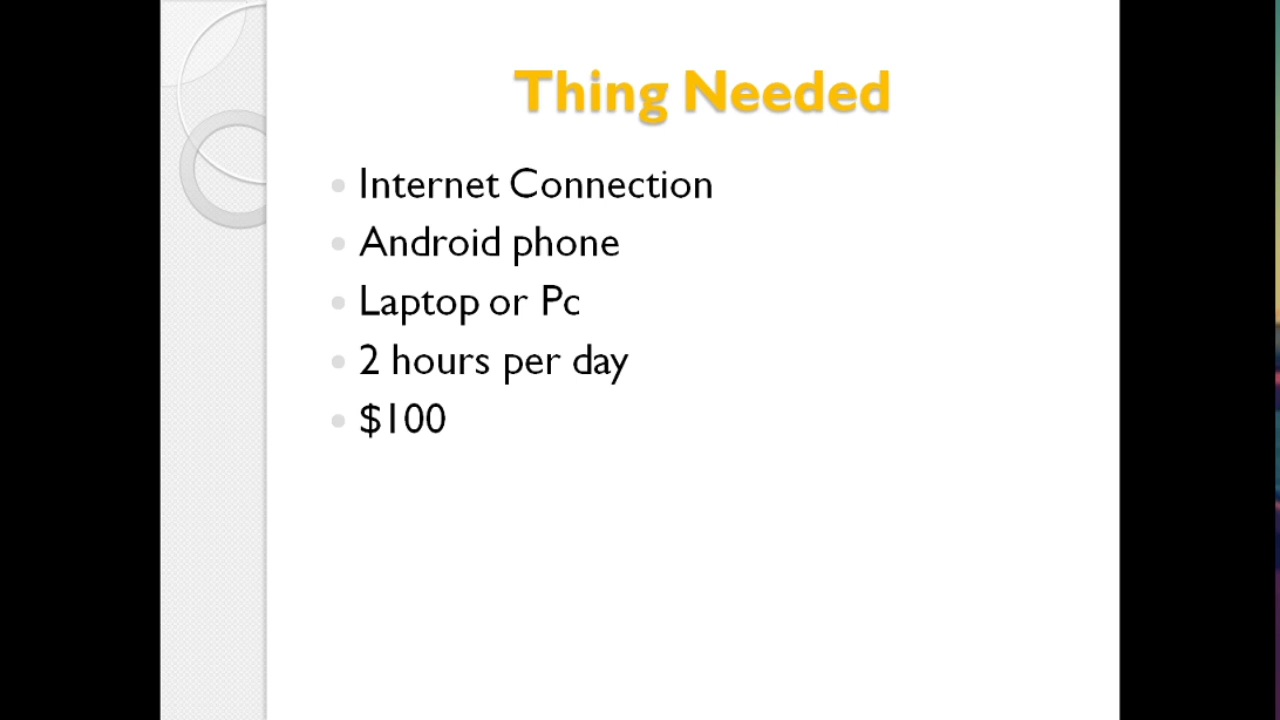 Thing Needed
Internet Connection
Android phone
Laptop or Pc
2 hours per day
$100